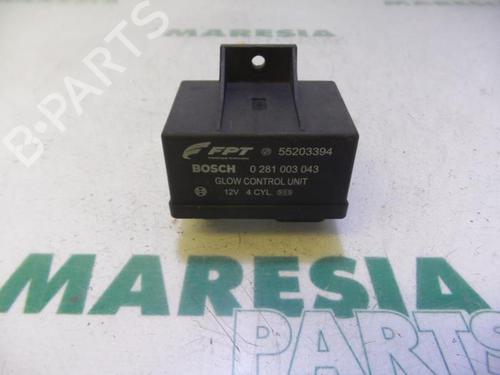 B-PARTS
FPT 55203394
BOSCH 0 281 003 043
GLOW CONTROL UNIT
12V 4 CYL.
MARESIA
MARESIA
PARTS